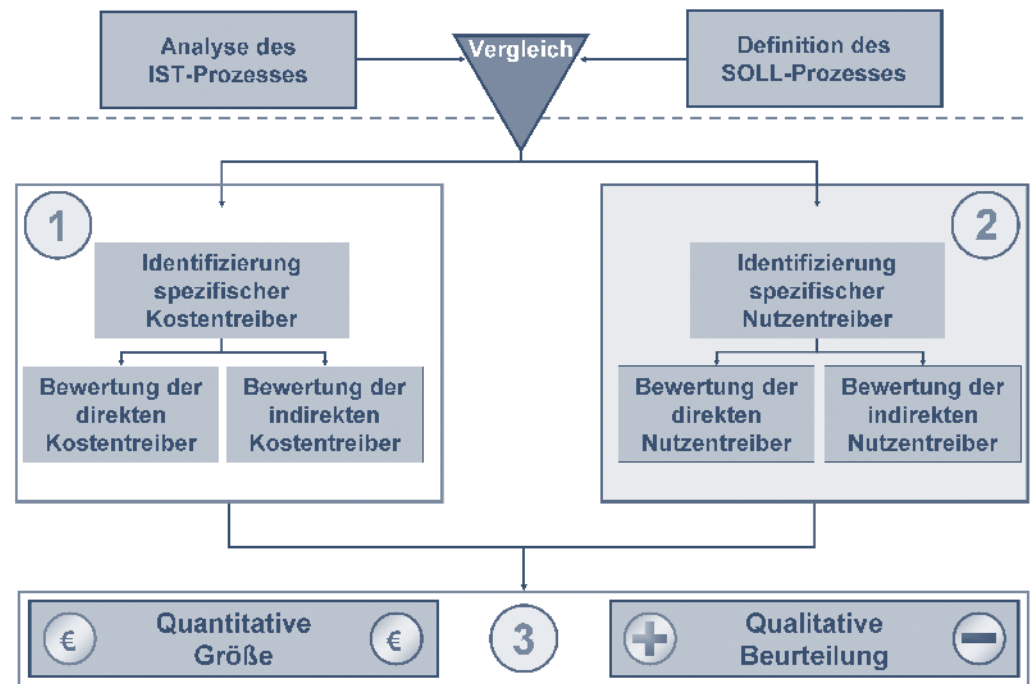 Analyse des
IST-Prozesses
Vergleich
Definition des
SOLL-Prozesses
1
Identifizierung
spezifischer
Kostentreiber
Bewertung der
direkten
Kostentreiber
Bewertung der
indirekten
Kostentreiber
2
Identifizierung
spezifischer
Nutzentreiber
Bewertung der
direkten
Nutzentreiber
Bewertung der
indirekten
Nutzentreiber
€
Quantitative
Größe
€
3
+
Qualitative
Beurteilung
−